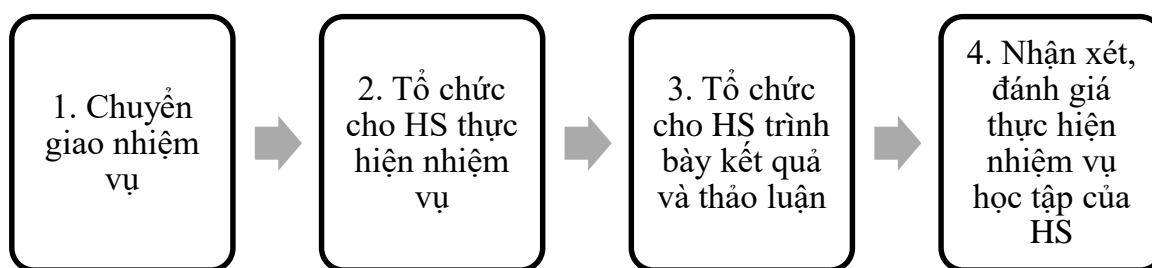 1. Chuyển
giao nhiệm
vụ
2. Tổ chức
cho HS thực
hiện nhiệm
vụ
3. Tổ chức
cho HS trình
bày kết quả
và thảo luận
4. Nhận xét,
đánh giá
thực hiện
nhiệm vụ
học tập của
HS